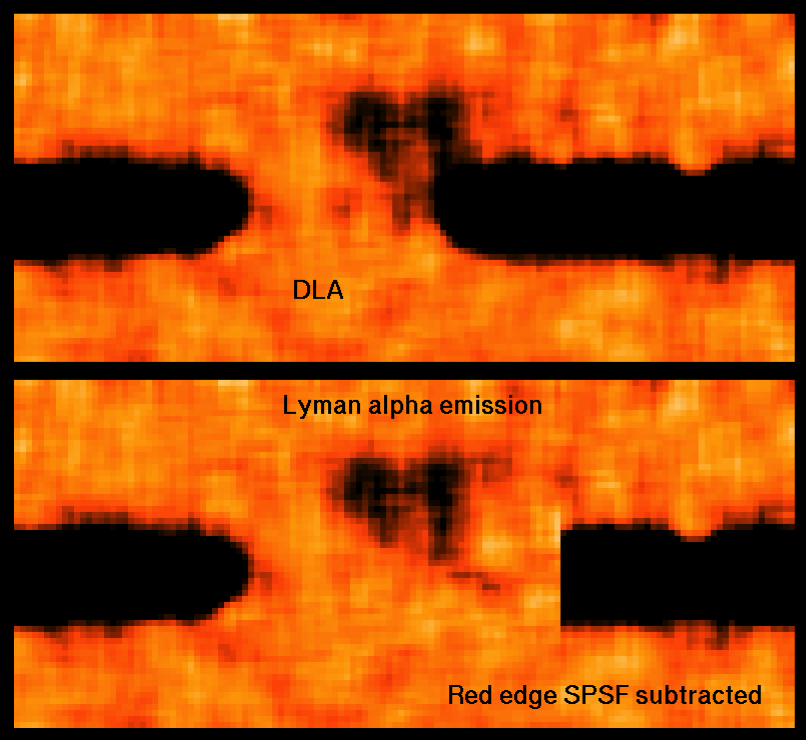 DLA
Lyman alpha emission
Red edge SPSF subtracted